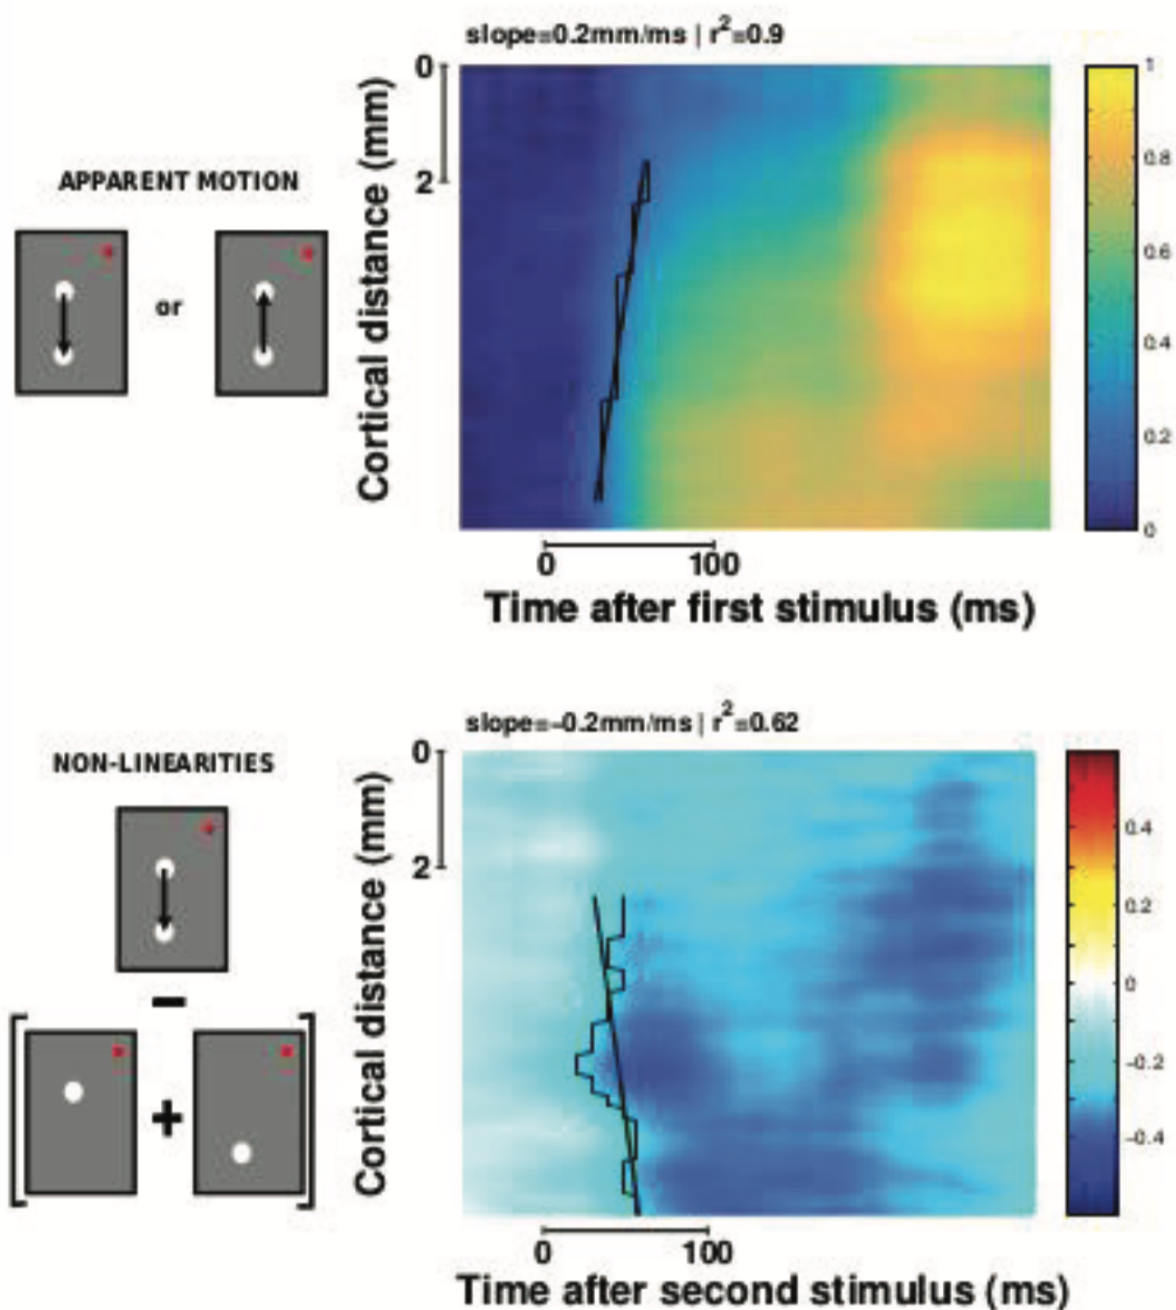 slope=0.2mm/ms | r²=0.9
APPARENT MOTION
or
Cortical distance (mm)
0
2
1
0.8
0.6
0.4
0.2
0
0
100
Time after first stimulus (ms)
slope=-0.2mm/ms | r²=0.62
NON-LINEARITIES
−
[
+
]
Cortical distance (mm)
0
2
0.4
0.2
0
-0.2
-0.4
0
100
Time after second stimulus (ms)